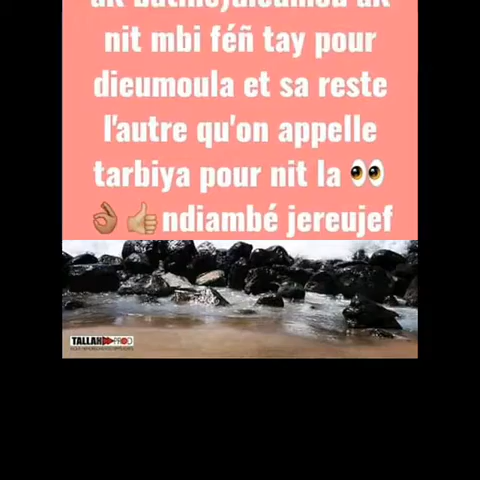 nit mbi féñ tay pour
dieumoula et sa reste
l'autre qu'on appelle
tarbiya pour nit la 👀
👌🏽👍🏽ndiambé jereujef
TALLAH PROD